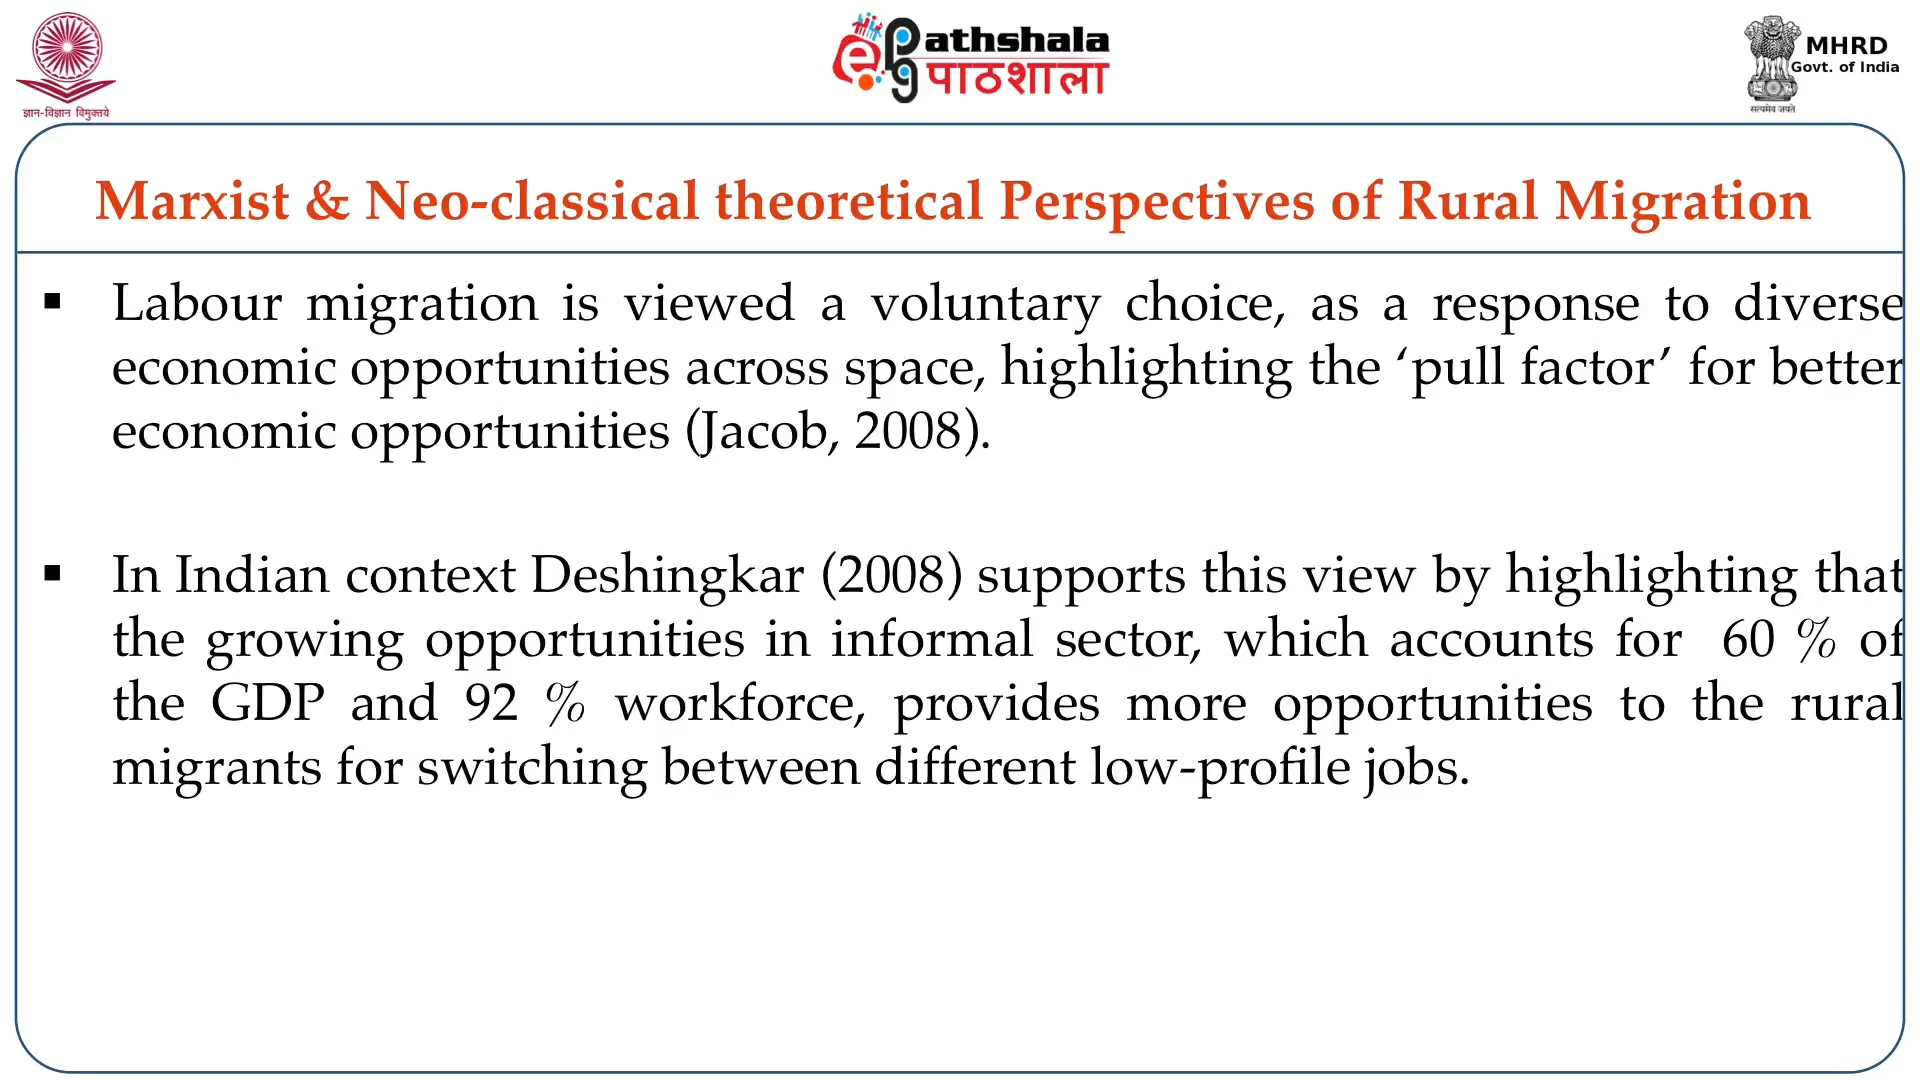 ज्ञान-विज्ञान विमुक्तये
ePathshala
पाठशाला
MHRD
Govt. of India
सत्यमेव जयते
Marxist & Neo-classical theoretical Perspectives of Rural Migration
▪ Labour migration is viewed a voluntary choice, as a response to diverse
economic opportunities across space, highlighting the ‘pull factor’ for better
economic opportunities (Jacob, 2008).
▪ In Indian context Deshingkar (2008) supports this view by highlighting that
the growing opportunities in informal sector, which accounts for 60 % of
the GDP and 92 % workforce, provides more opportunities to the rural
migrants for switching between different low-profile jobs.